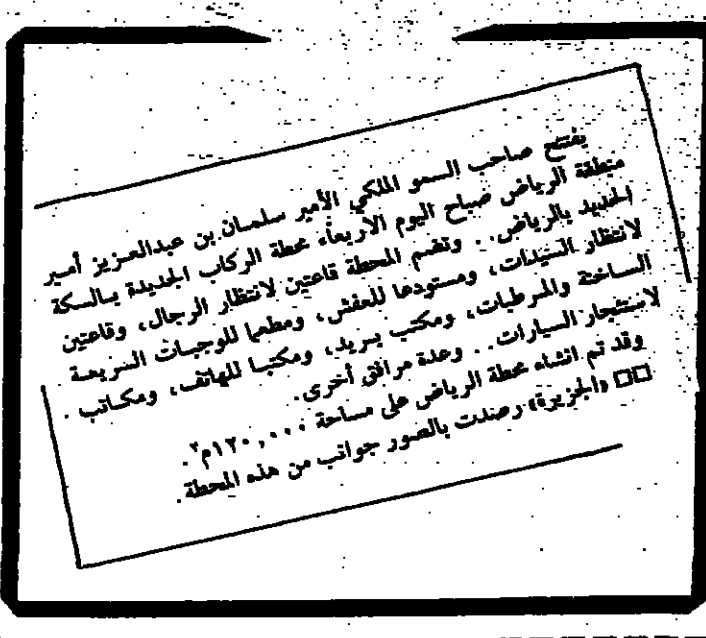 يفتتح صاحب السمو الملكي الأمير سلمان بن عبدالعزيز أمير
منطقة الرياض صباح اليوم الاربعاء محطة الركاب الجديدة بالسكة
الحديد بالرياض . . وتضم المحطة قاعتين لانتظار الرجال، وقاعتين
لانتظار السيدات، ومستودعا للعفش، ومطعما للوجبات السريعة
الساخنة والمرطبات، ومكتب بريد، ومكتبا للهاتف، ومكاتب
لاستئجار السيارات . . وعدة مرافق أخرى.
وقد تم انشاء محطة الرياض على مساحة ١٢٠,٠٠٠م٢.
□□ «الجزيرة» رصدت بالصور جوانب من هذه المحطة.